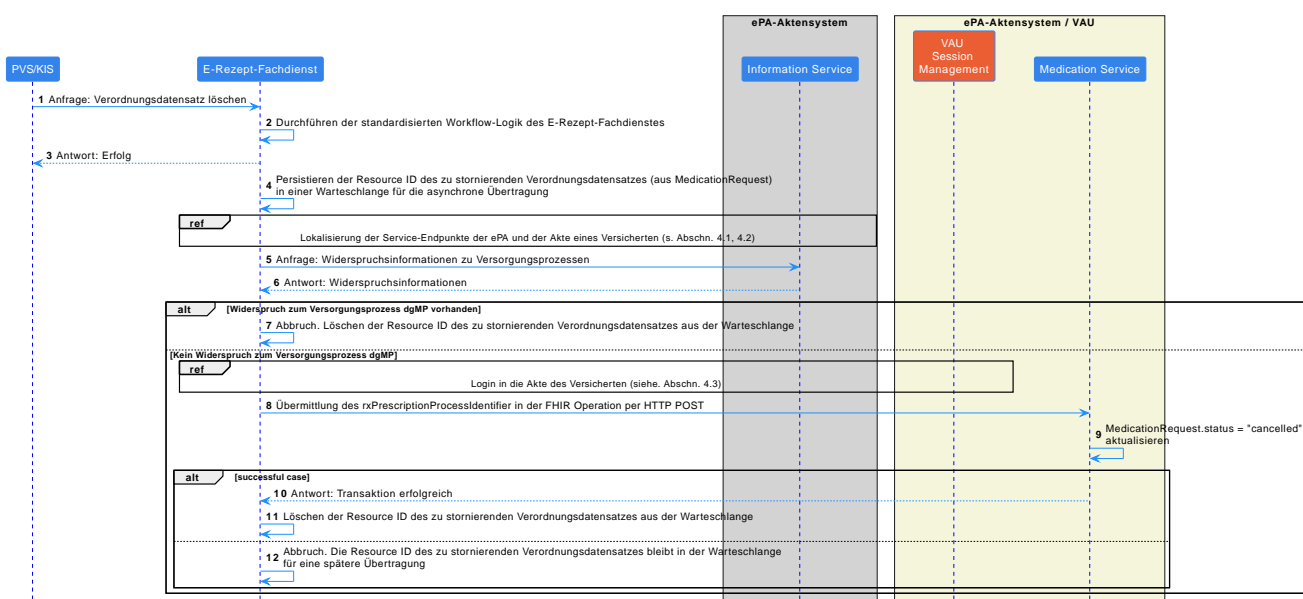 ePA-Aktensystem
ePA-Aktensystem / VAU
PVS/KIS
E-Rezept-Fachdienst
Information Service
VAU
Session
Management
Medication Service
1 Anfrage: Verordnungsdatensatz löschen
2 Durchführen der standardisierten Workflow-Logik des E-Rezept-Fachdienstes
3 Antwort: Erfolg
4 Persistieren der Resource ID des zu stornierenden Verordnungsdatensatzes (aus MedicationRequest)
in einer Warteschlange für die asynchrone Übertragung
ref
Lokalisierung der Service-Endpunkte der ePA und der Akte eines Versicherten (s. Abschn. 4.1, 4.2)
5 Anfrage: Widerspruchsinformationen zu Versorgungsprozessen
6 Antwort: Widerspruchsinformationen
alt [Widerspruch zum Versorgungsprozess dgMP vorhanden]
7 Abbruch. Löschen der Resource ID des zu stornierenden Verordnungsdatensatzes aus der Warteschlange
[Kein Widerspruch zum Versorgungsprozess dgMP]
ref
Login in die Akte des Versicherten (siehe. Abschn. 4.3)
8 Übermittlung des rxPrescriptionProcessIdentifier in der FHIR Operation per HTTP POST
9 MedicationRequest.status = "cancelled"
aktualisieren
alt [successful case]
10 Antwort: Transaktion erfolgreich
11 Löschen der Resource ID des zu stornierenden Verordnungsdatensatzes aus der Warteschlange
12 Abbruch. Die Resource ID des zu stornierenden Verordnungsdatensatzes bleibt in der Warteschlange
für eine spätere Übertragung